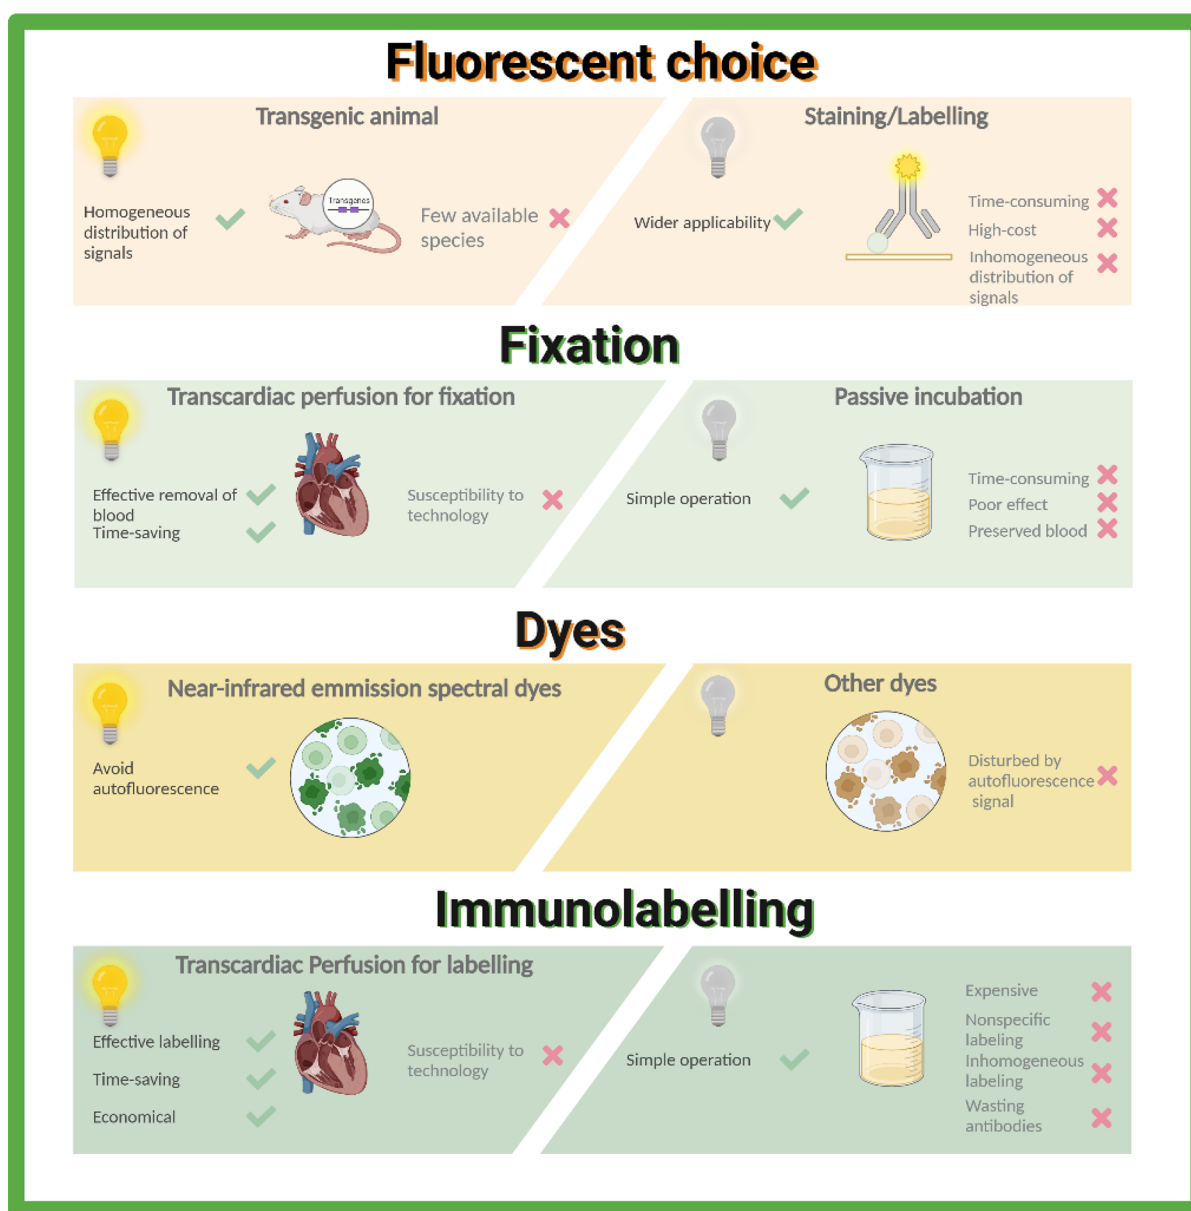 Fluorescent choice
Transgenic animal
Homogeneous
distribution of
signals
Transgenes
Few available
species
Staining/Labelling
Wider applicability
Time-consuming
High-cost
Inhomogeneous
distribution of
signals
Fixation
Transcardiac perfusion for fixation
Effective removal of
blood
Time-saving
Susceptibility to
technology
Passive incubation
Simple operation
Time-consuming
Poor effect
Preserved blood
Dyes
Near-infrared emmission spectral dyes
Avoid
autofluorescence
Other dyes
Disturbed by
autofluorescence
signal
Immunolabelling
Transcardiac Perfusion for labelling
Effective labelling
Time-saving
Economical
Susceptibility to
technology
Simple operation
Expensive
Nonspecific
labeling
Inhomogeneous
labeling
Wasting
antibodies